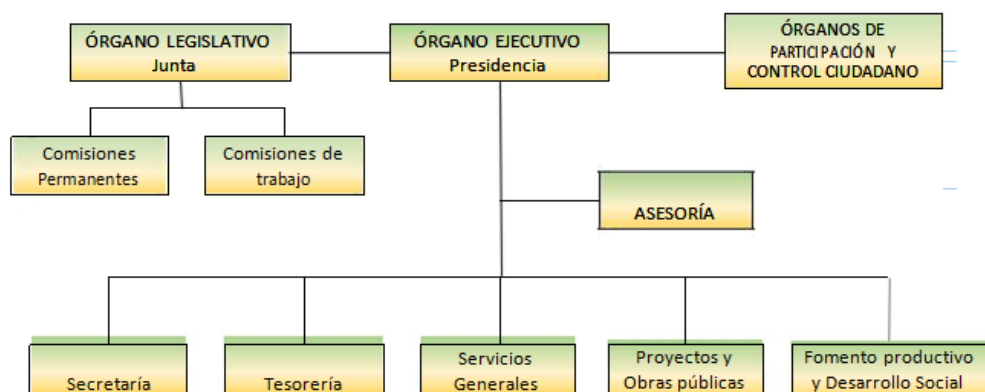 ÓRGANO LEGISLATIVO
Junta
ÓRGANO EJECUTIVO
Presidencia
ÓRGANOS DE
PARTICIPACIÓN Y
CONTROL CIUDADANO
Comisiones
Permanentes
Comisiones de
trabajo
ASESORÍA
Secretaría
Tesorería
Servicios
Generales
Proyectos y
Obras públicas
Fomento productivo
y Desarrollo Social